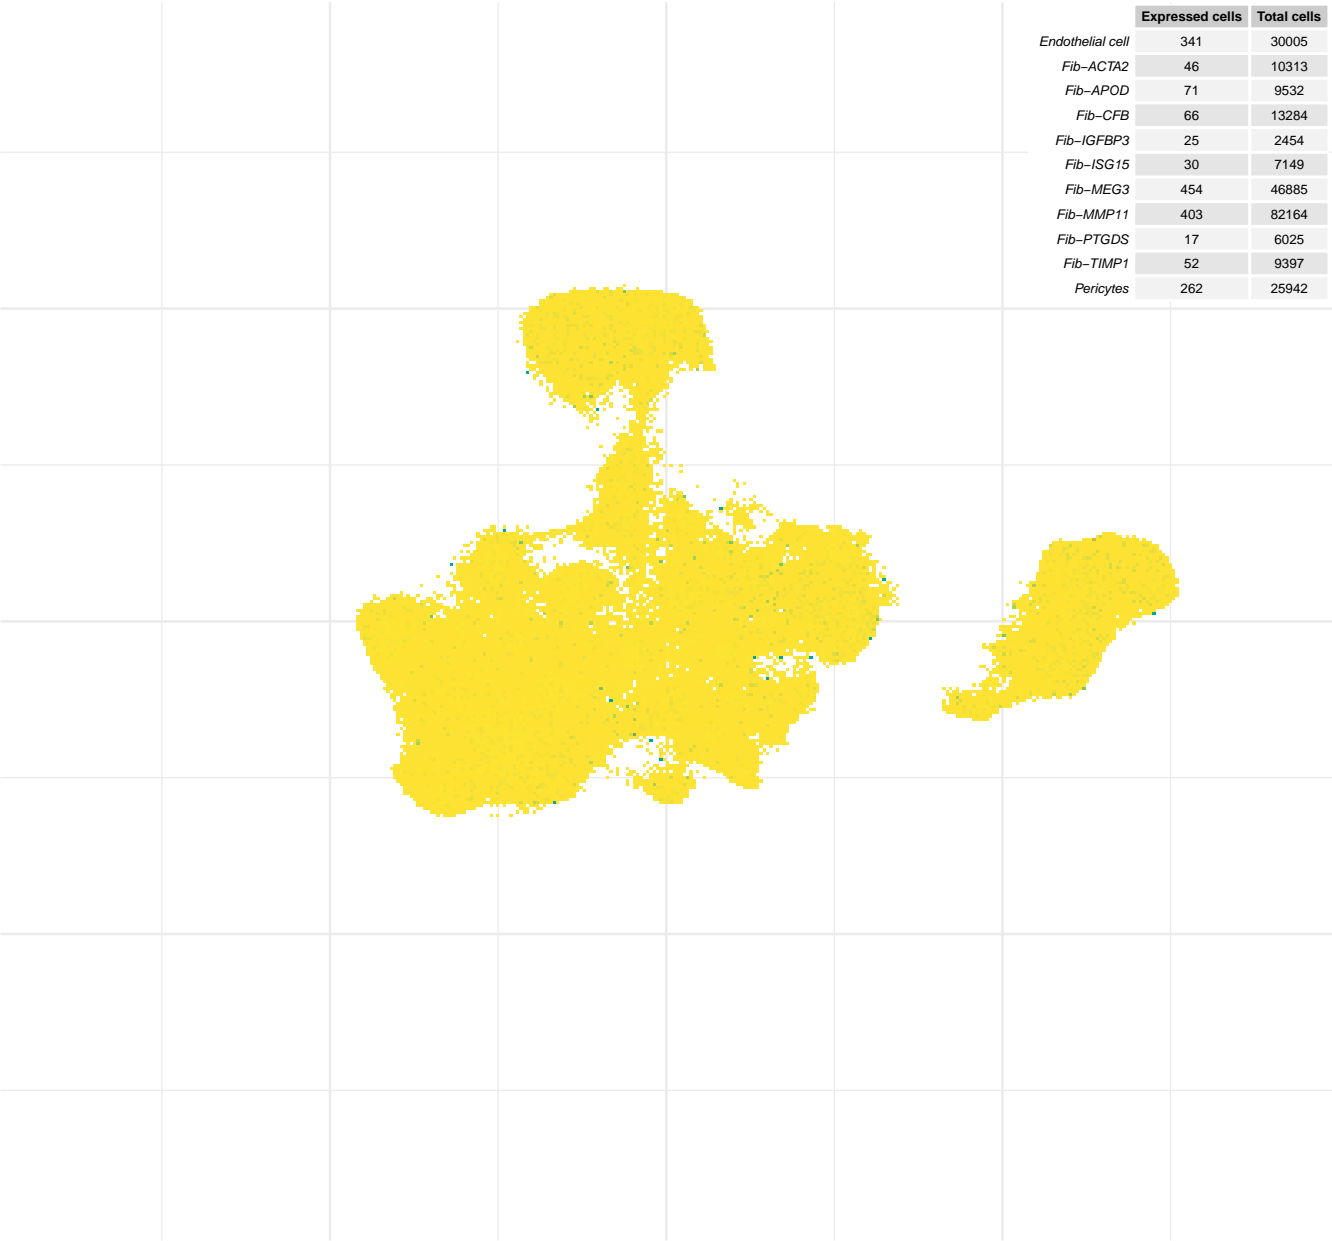 Expressed cells Total cells
Endothelial cell 341 30005
Fib−ACTA2 46 10313
Fib−APOD 71 9532
Fib−CFB 66 13284
Fib−IGFBP3 25 2454
Fib−ISG15 30 7149
Fib−MEG3 454 46885
Fib−MMP11 403 82164
Fib−PTGDS 17 6025
Fib−TIMP1 52 9397
Pericytes 262 25942